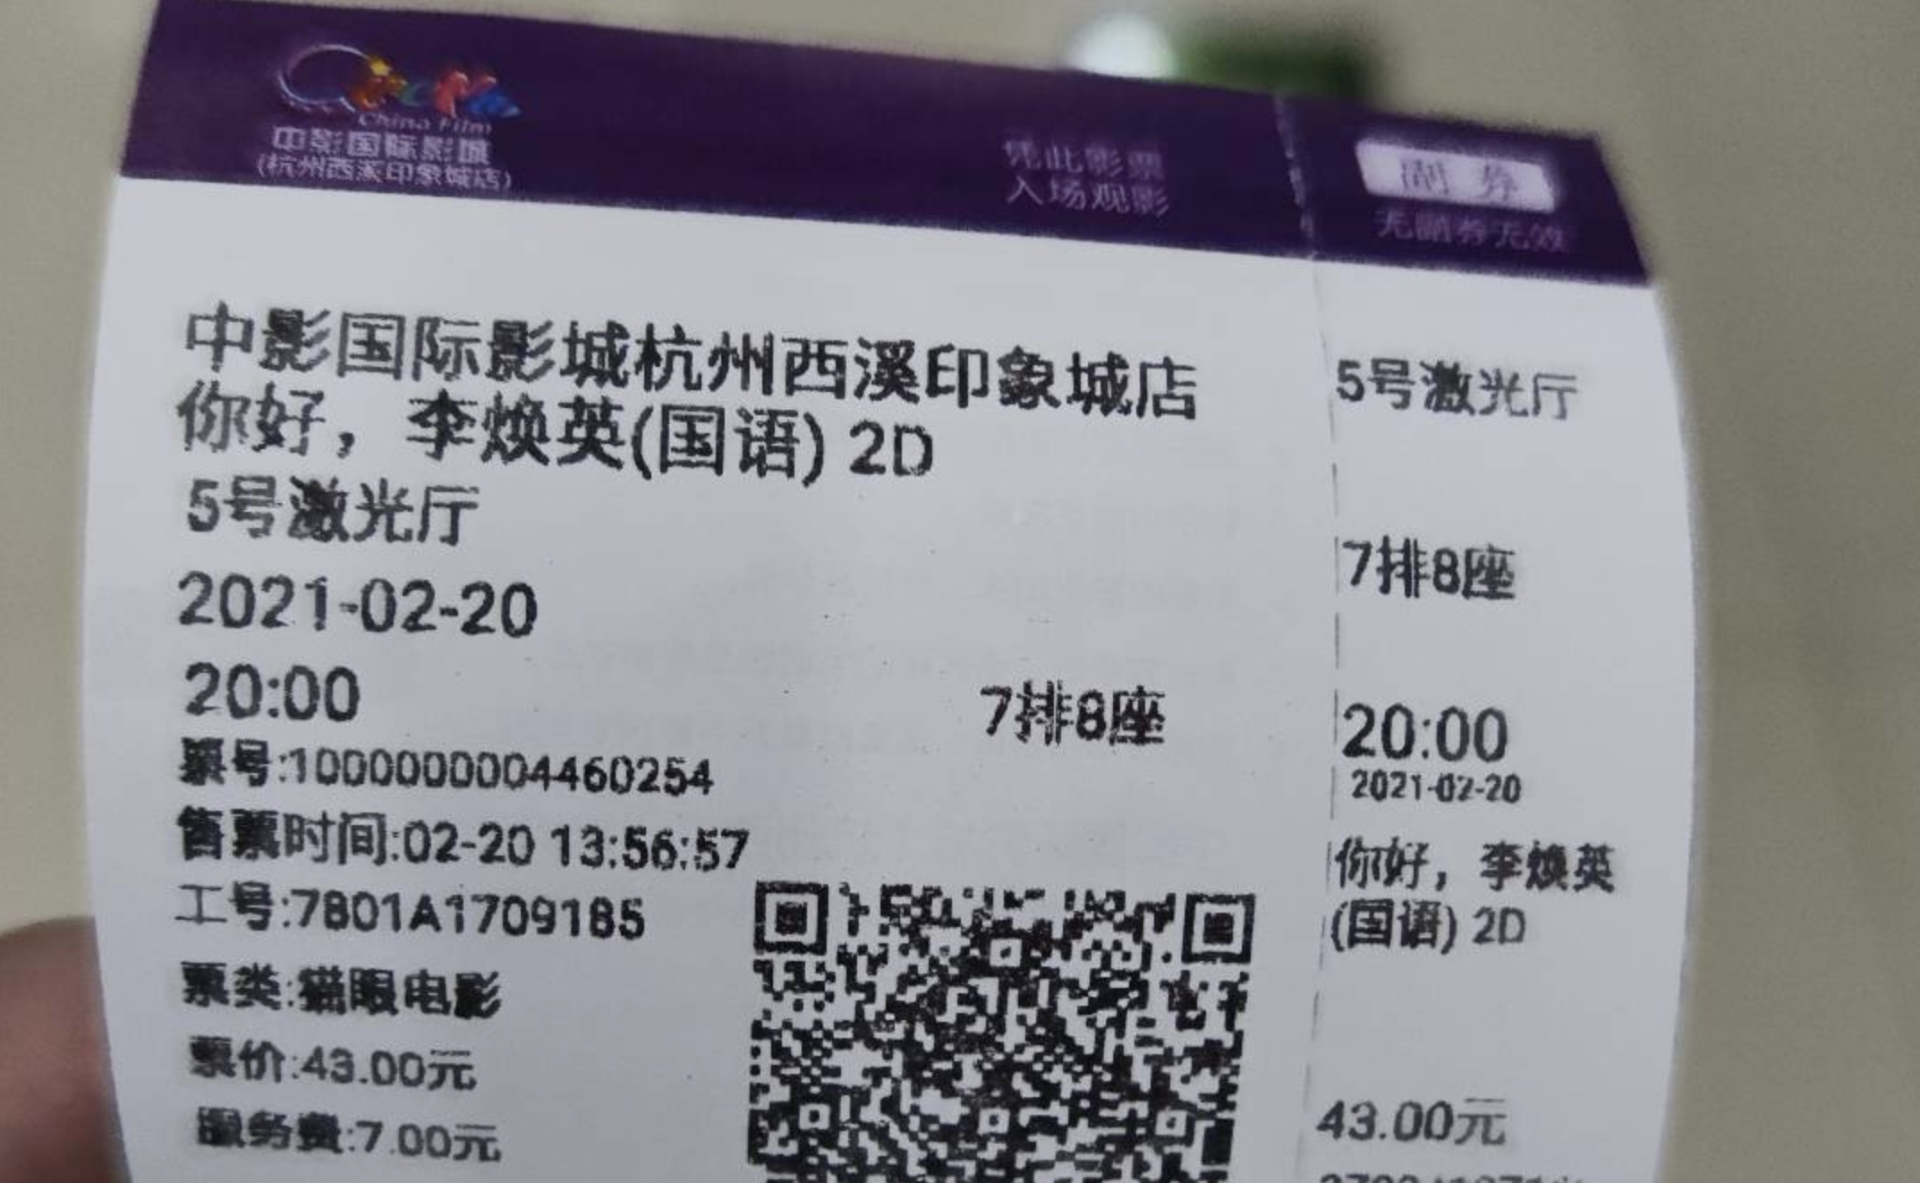 China Film
中影国际影城
(杭州西溪印象城店)
凭此影票
入场观影
副 券
无副券无效
中影国际影城杭州西溪印象城店
你好，李焕英(国语) 2D
5号激光厅
2021-02-20
20:00
7排8座
票号:1000000004460254
售票时间:02-20 13:56:57
工号:7801A1709185
票类:猫眼电影
票价:43.00元
服务费:7.00元
5号激光厅
7排8座
20:00
2021-02-20
你好，李焕英
(国语) 2D
43.00元